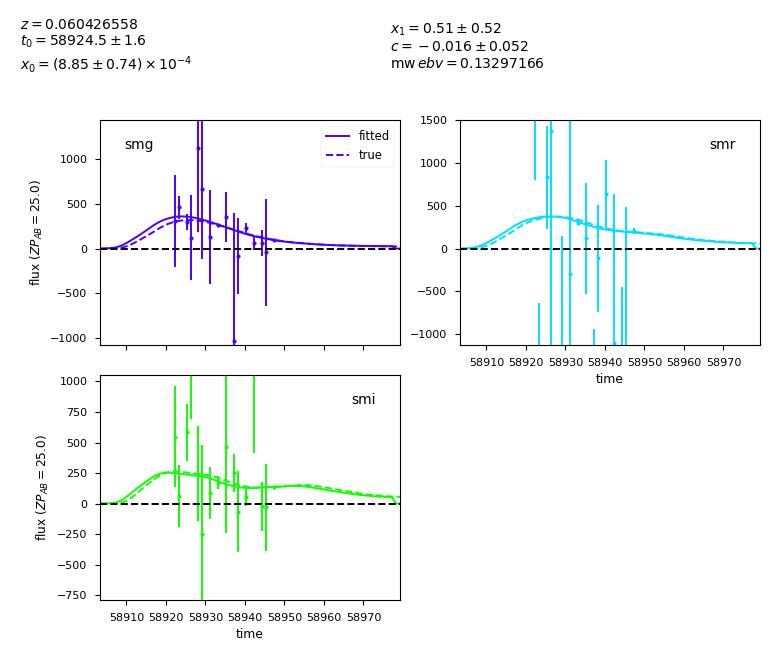 z = 0.060426558
t₀ = 58924.5 ± 1.6
x₀ = (8.85 ± 0.74) × 10⁻⁴
x₁ = 0.51 ± 0.52
c = −0.016 ± 0.052
mw ebv = 0.13297166
smg
fitted
true
1000
500
0
−500
−1000
flux (ZP_AB = 25.0)
smr
1500
1000
500
0
−500
−1000
58910 58920 58930 58940 58950 58960 58970
time
smi
1000
750
500
250
0
−250
−500
−750
flux (ZP_AB = 25.0)
58910 58920 58930 58940 58950 58960 58970
time